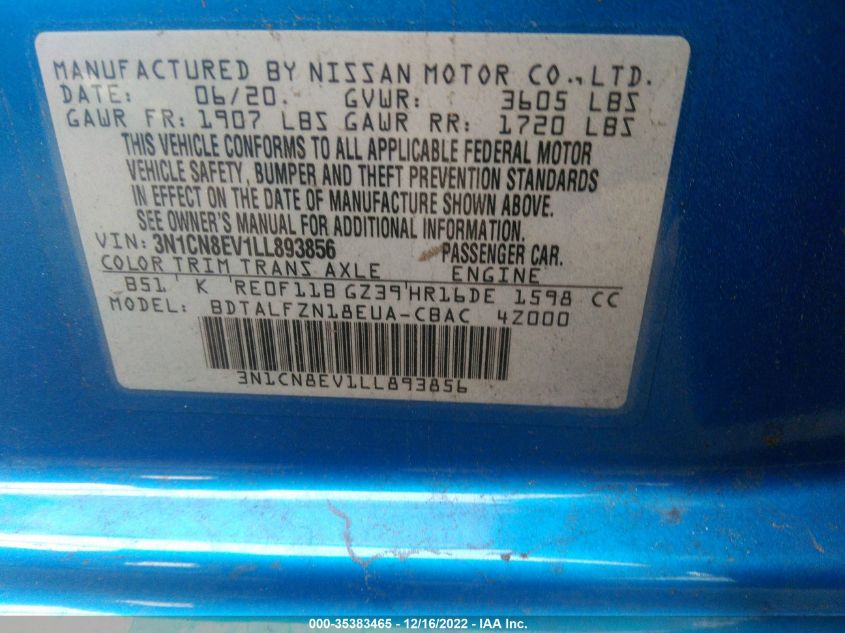 MANUFACTURED BY NISSAN MOTOR CO., LTD.
DATE: 06/20. GVWR: 3605 LBS
GAWR FR: 1907 LBS GAWR RR: 1720 LBS
THIS VEHICLE CONFORMS TO ALL APPLICABLE FEDERAL MOTOR
VEHICLE SAFETY, BUMPER AND THEFT PREVENTION STANDARDS
IN EFFECT ON THE DATE OF MANUFACTURE SHOWN ABOVE.
SEE OWNER'S MANUAL FOR ADDITIONAL INFORMATION.
VIN: 3N1CN8EV1LL893856 PASSENGER CAR.
COLOR TRIM TRANS AXLE ENGINE
B51 K RE0F11B GZ39 HR16DE 1598 CC
MODEL: BDTALFZN18EUA-CBAC 4Z000
3N1CN8EV1LL893856
000-35383465 - 12/16/2022 - IAA Inc.